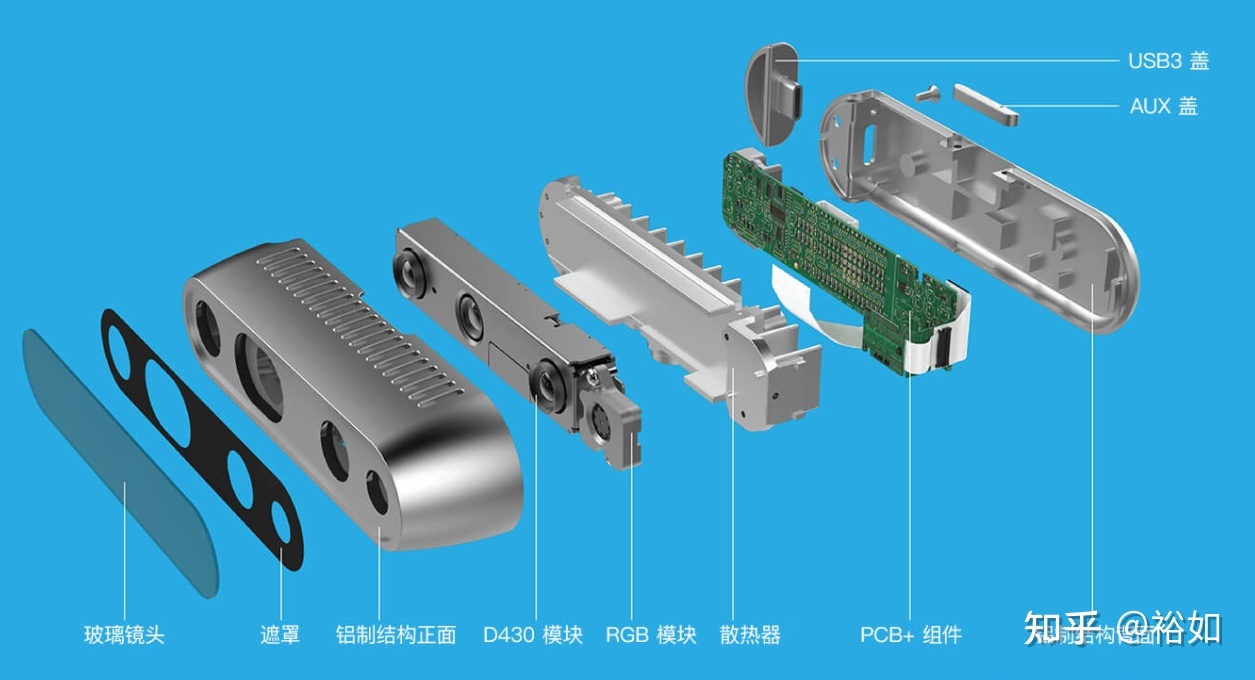 USB3 盖
AUX 盖
玻璃镜头
遮罩
铝制结构正面
D430 模块
RGB 模块
散热器
PCB+ 组件
知乎 @裕如